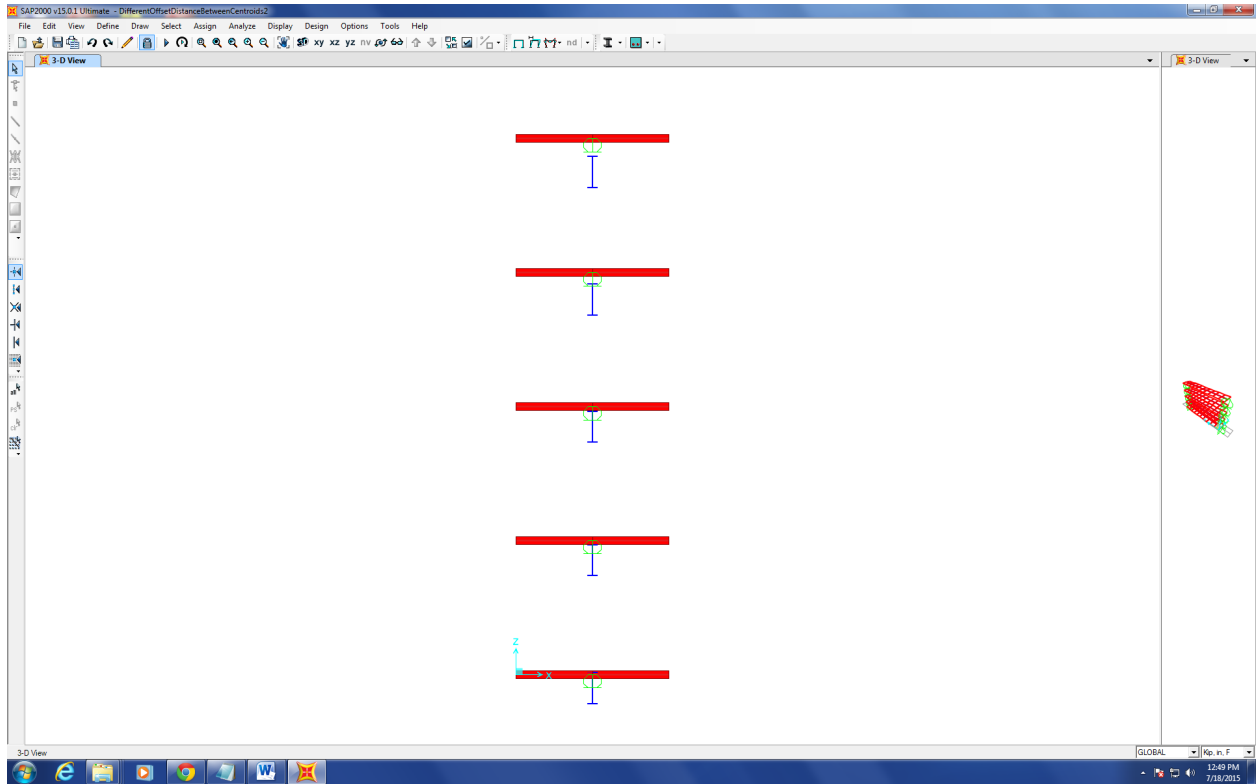 SAP2000 v15.0.1 Ultimate - DifferentOffsetDistanceBetweenCentroids2
File Edit View Define Draw Select Assign Analyze Display Design Options Tools Help
xy xz yz nv nd
3-D View
3-D View
Z
X
3-D View
GLOBAL
Kip, in, F
12:49 PM
7/18/2015